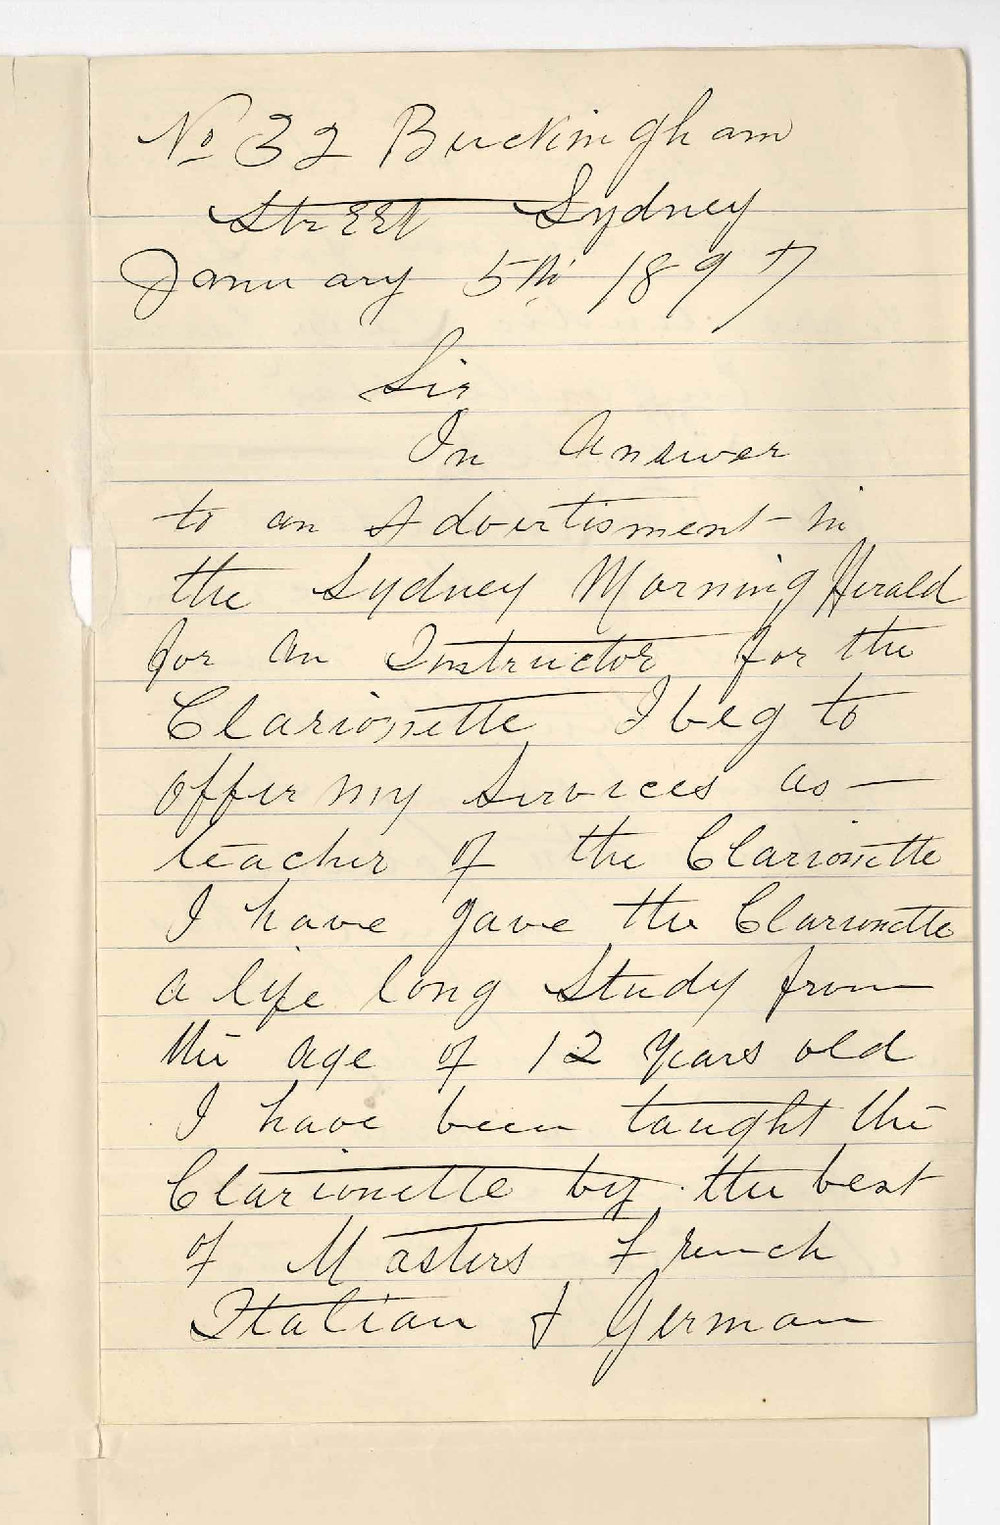 No 32 Buckingham
Street Sydney
January 5th 1897
Sir
In Answer
to an Advertisment in
the Sydney Morning Herald
for an Instructor for the
Clarionette I beg to
offer my Services as —
teacher of the Clarionette
I have gave the Clarionette
a life long Study from
the age of 12 Years old
I have been taught the
Clarionette by the best
of Masters French
Italian & German